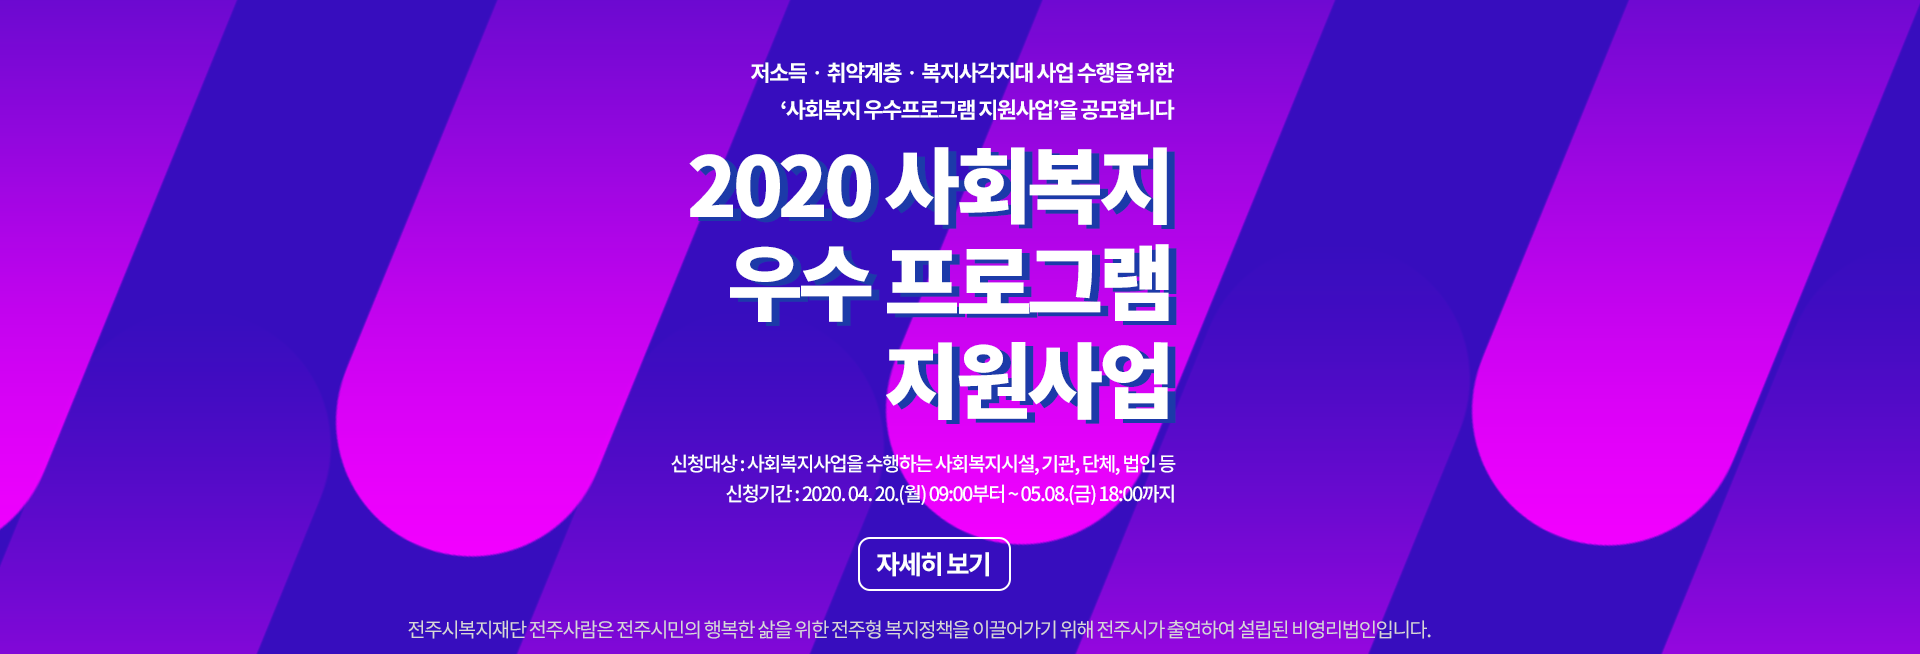 저소득 · 취약계층 · 복지사각지대 사업 수행을 위한
‘사회복지 우수프로그램 지원사업’을 공모합니다
2020 사회복지
우수 프로그램
지원사업
신청대상 : 사회복지사업을 수행하는 사회복지시설, 기관, 단체, 법인 등
신청기간 : 2020. 04. 20.(월) 09:00부터 ~ 05.08.(금) 18:00까지
자세히 보기
전주시복지재단 전주사람은 전주시민의 행복한 삶을 위한 전주형 복지정책을 이끌어가기 위해 전주시가 출연하여 설립된 비영리법인입니다.